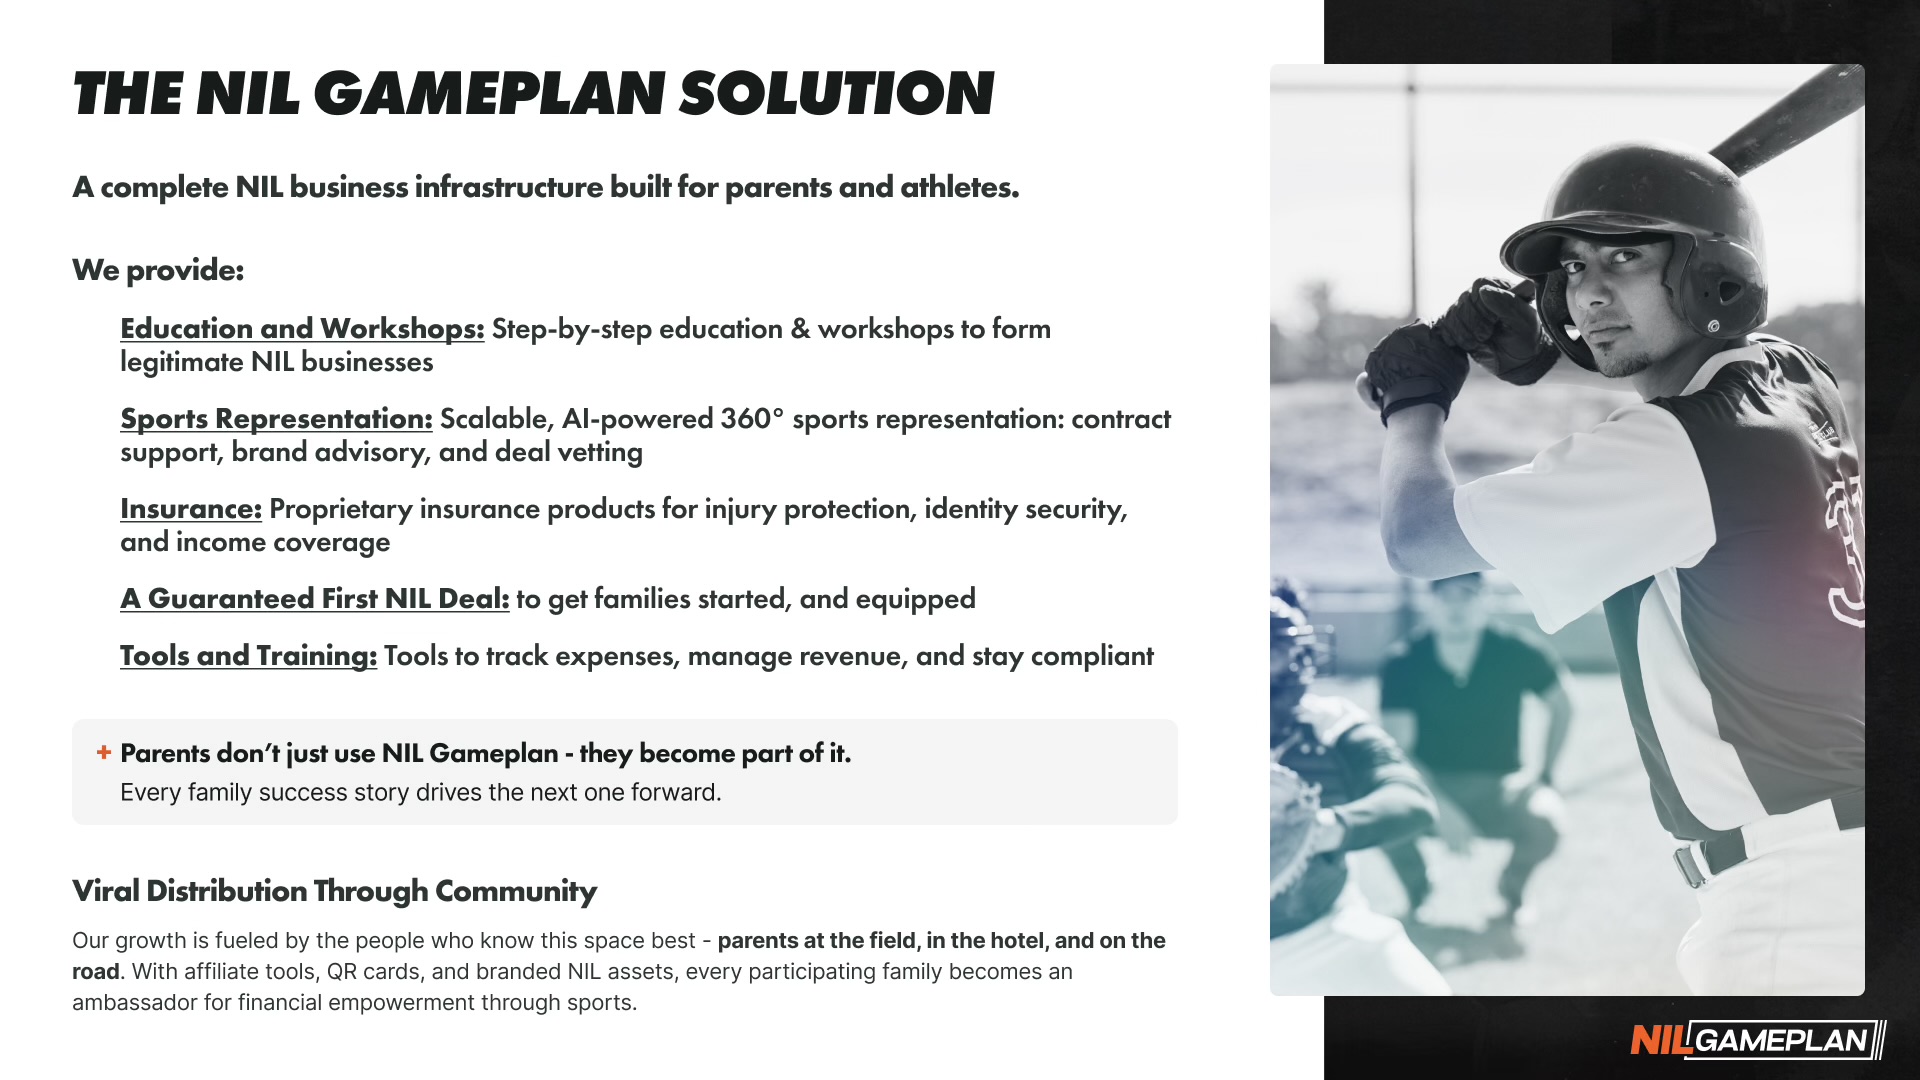 THE NIL GAMEPLAN SOLUTION
A complete NIL business infrastructure built for parents and athletes.
We provide:
Education and Workshops: Step-by-step education & workshops to form
legitimate NIL businesses
Sports Representation: Scalable, AI-powered 360° sports representation: contract
support, brand advisory, and deal vetting
Insurance: Proprietary insurance products for injury protection, identity security,
and income coverage
A Guaranteed First NIL Deal: to get families started, and equipped
Tools and Training: Tools to track expenses, manage revenue, and stay compliant
+ Parents don’t just use NIL Gameplan - they become part of it.
Every family success story drives the next one forward.
Viral Distribution Through Community
Our growth is fueled by the people who know this space best - parents at the field, in the hotel, and on the
road. With affiliate tools, QR cards, and branded NIL assets, every participating family becomes an
ambassador for financial empowerment through sports.
NIL GAMEPLAN